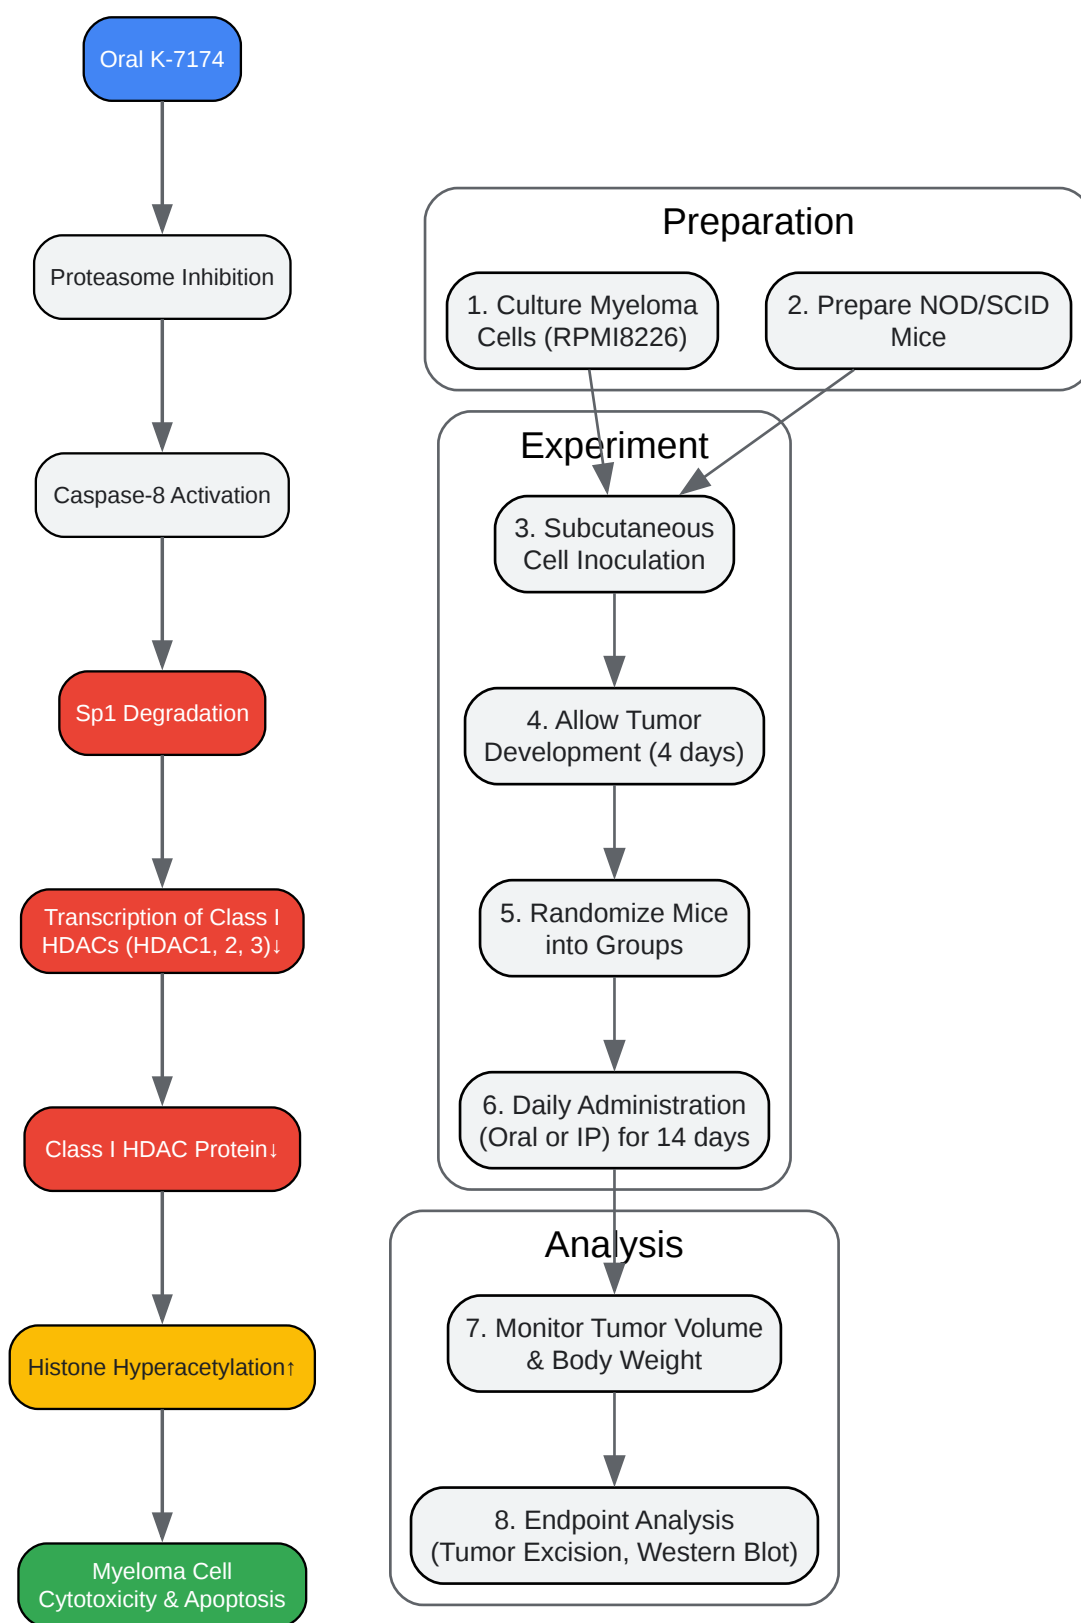 Oral K-7174
Proteasome Inhibition
Caspase-8 Activation
Sp1 Degradation
Transcription of Class I
HDACs (HDAC1, 2, 3)↓
Class I HDAC Protein↓
Histone Hyperacetylation↑
Myeloma Cell
Cytotoxicity & Apoptosis
Preparation
1. Culture Myeloma
Cells (RPMI8226)
2. Prepare NOD/SCID
Mice
Experiment
3. Subcutaneous
Cell Inoculation
4. Allow Tumor
Development (4 days)
5. Randomize Mice
into Groups
6. Daily Administration
(Oral or IP) for 14 days
Analysis
7. Monitor Tumor Volume
& Body Weight
8. Endpoint Analysis
(Tumor Excision, Western Blot)